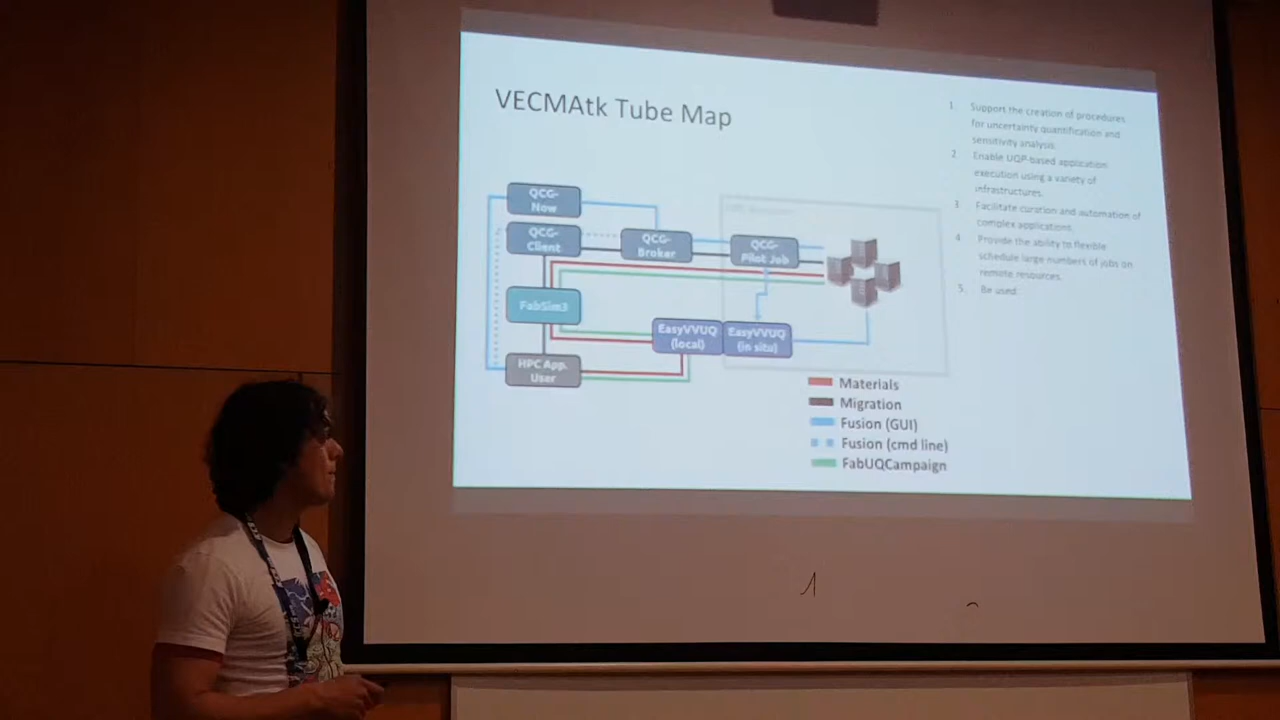 VECMAtk Tube Map
1. Support the creation of procedures
for uncertainty quantification and
sensitivity analysis.
2. Enable UQP-based application
execution using a variety of
infrastructures.
3. Facilitate curation and automation of
complex applications.
4. Provide the ability to flexible
schedule large numbers of jobs on
remote resources.
5. Be used
QCG-
Now
QCG-
Client
QCG-
Broker
QCG-
Pilot Job
FabSim3
EasyVVUQ
(local)
EasyVVUQ
(in situ)
HPC App.
User
Materials
Migration
Fusion (GUI)
Fusion (cmd line)
FabUQCampaign
1